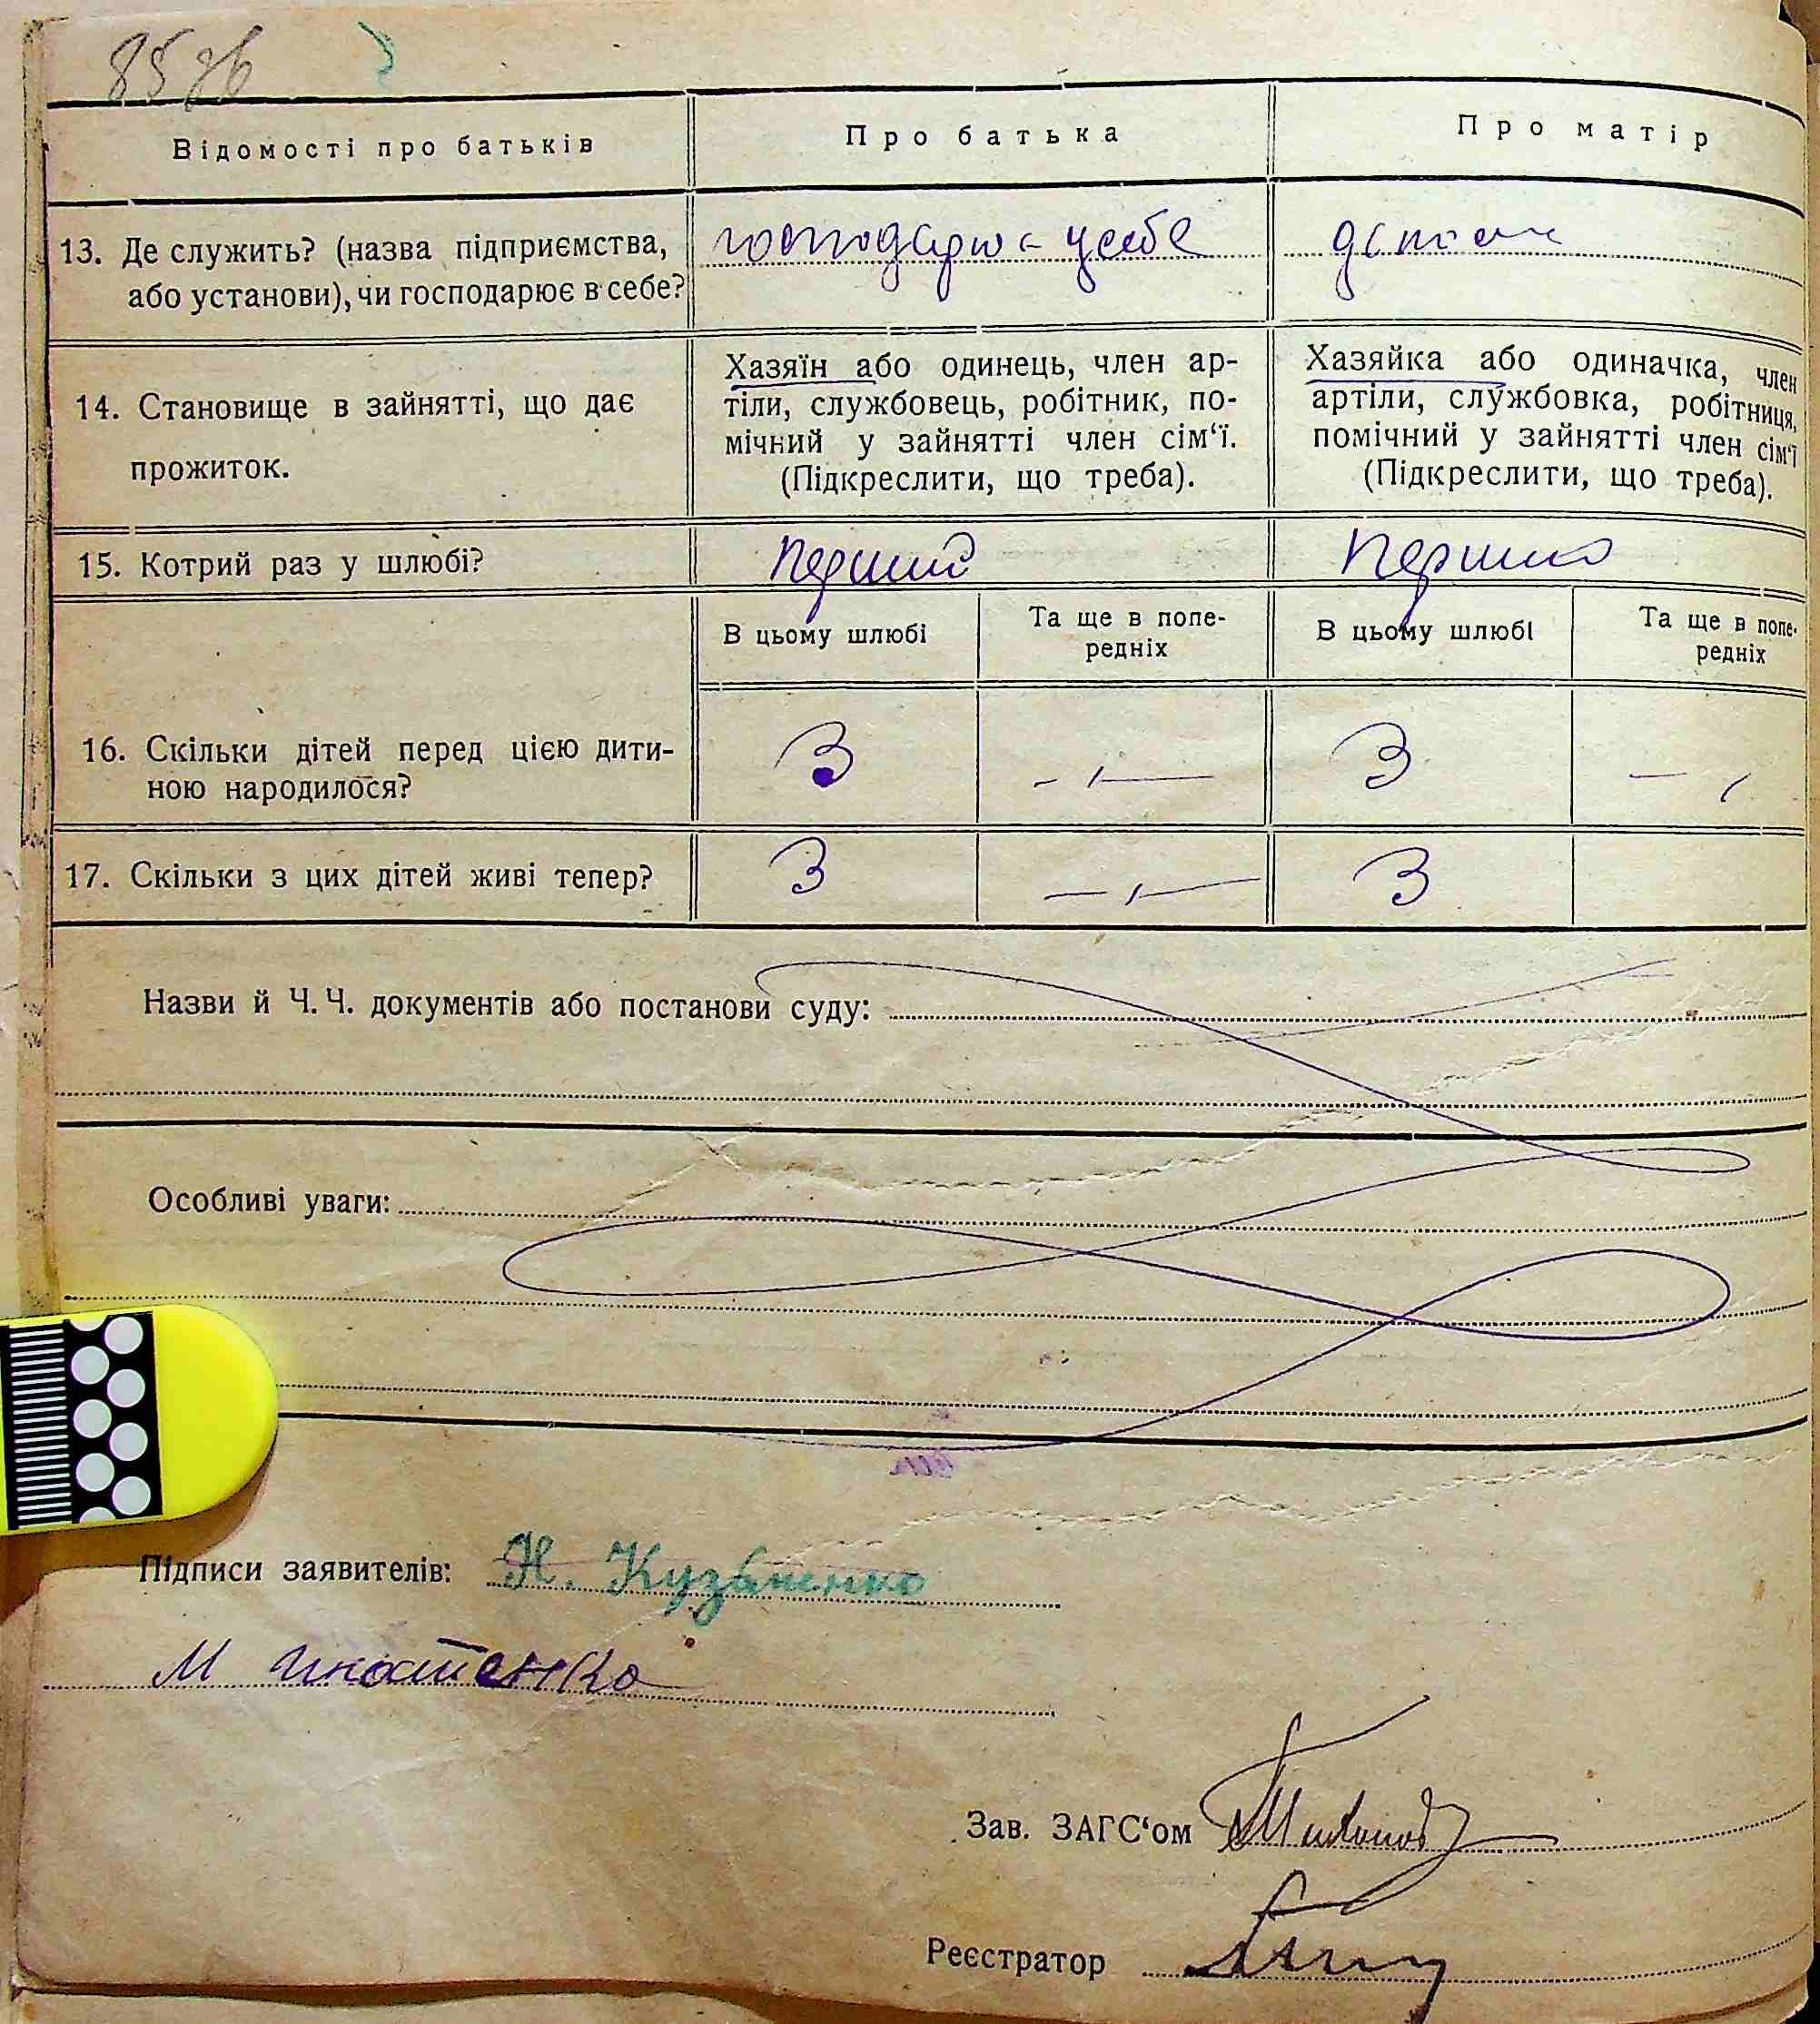 85 зв
Відомості про батьків Про батька Про матір
13. Де служить? (назва підприємства, або установи), чи господарює в себе?
господарю є у себе
14. Становище в зайнятті, що дає прожиток.
Хазяїн або одинець, член ар-
тіли, службовець, робітник, по-
мічний у зайнятті член сім‘ї.
(Підкреслити, що треба).
Хазяйка або одиначка, член
артіли, службовка, робітниця,
помічний у зайнятті член сім‘ї
(Підкреслити, що треба).
15. Котрий раз у шлюбі? Перший Перший
В цьому шлюбі
Та ще в попе-
редніх
В цьому шлюбі
Та ще в попе-
редніх
16. Скільки дітей перед цією дити-
ною народилося?
3 — 3 —
17. Скільки з цих дітей живі тепер? 3 — 3
Назви й Ч. Ч. документів або постанови суду:
Особливі уваги:
Підписи заявителів: Н. Кузьменко
М Гнатенко
Зав. ЗАГС‘ом
Реєстратор